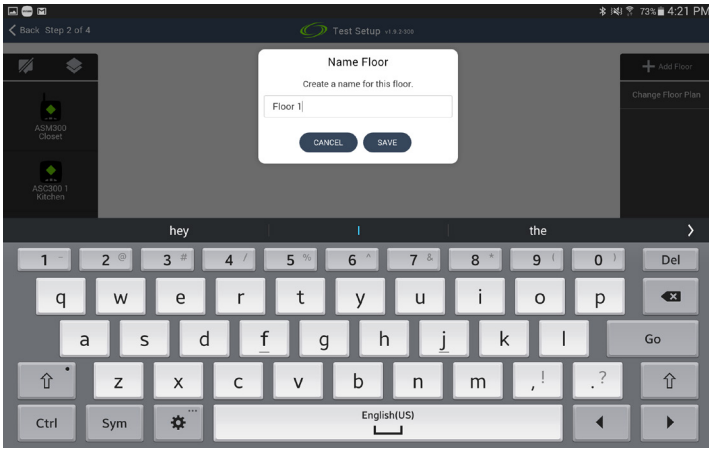 73% 4:21 PM
Back Step 2 of 4
Test Setup v1.9.2:300
Name Floor
Create a name for this floor.
Floor 1
CANCEL SAVE
Add Floor
Change Floor Plan
ASM300
Closet
ASC300 1
Kitchen
hey I the
1 - 2 @ 3 # 4 / 5 % 6 ^ 7 & 8 * 9 ( 0 ) Del
q w e r t y u i o p
a s d f g h j k l Go
z x c v b n m , ! . ?
Ctrl Sym English(US)